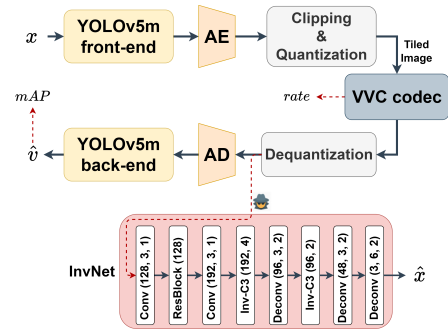 x
YOLOv5m
front-end
AE
Clipping
&
Quantization
Tiled
Image
mAP
rate
VVC codec
v̂
YOLOv5m
back-end
AD
Dequantization
InvNet
Conv (128, 3, 1)
ResBlock (128)
Conv (192, 3, 1)
Inv-C3 (192, 4)
Deconv (96, 3, 2)
Inv-C3 (96, 2)
Deconv (48, 3, 2)
Deconv (3, 6, 2)
x̂